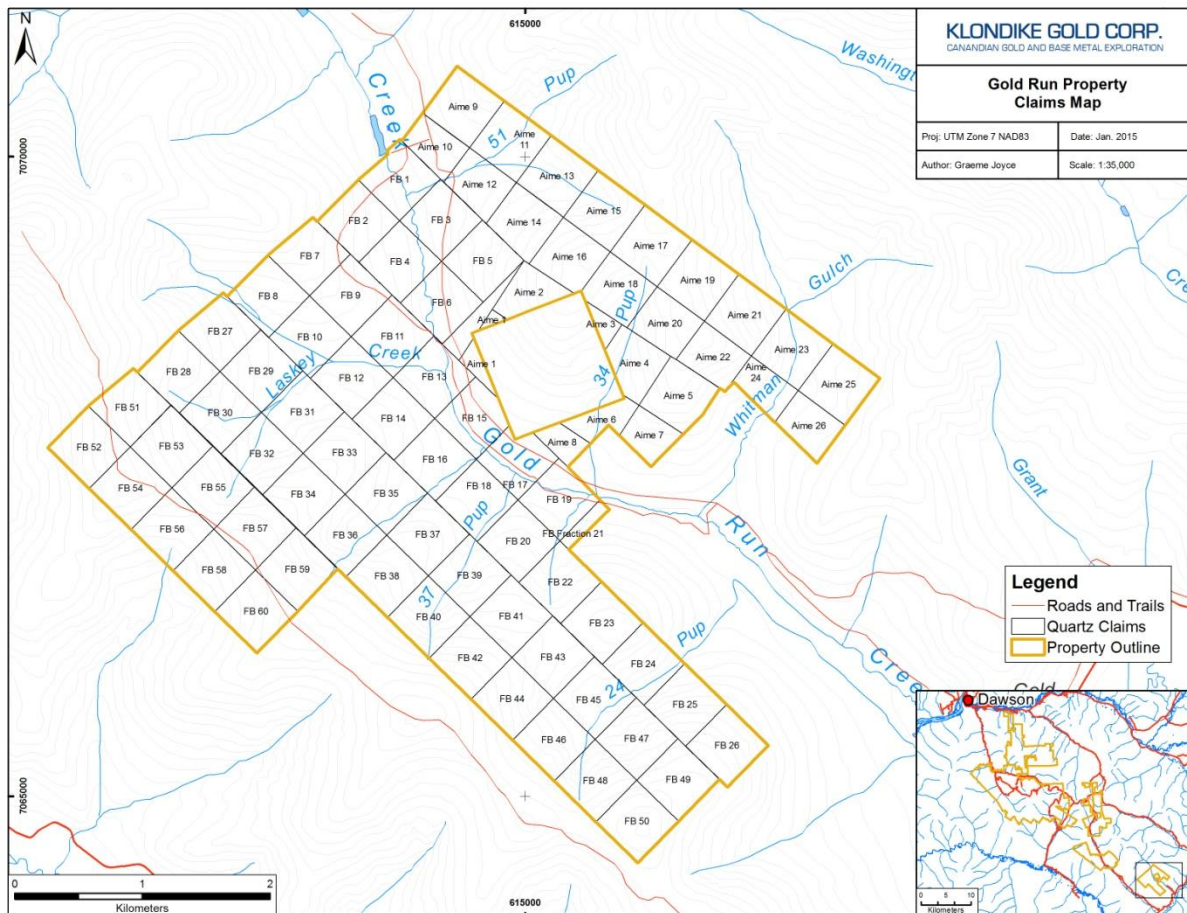 N
615000
7070000
7065000
KLONDIKE GOLD CORP.
CANANDIAN GOLD AND BASE METAL EXPLORATION
Gold Run Property
Claims Map
Proj: UTM Zone 7 NAD83
Date: Jan. 2015
Author: Graeme Joyce
Scale: 1:35,000
Washingt
Creek
Pup
51
Aime 9
Aime 10
Aime
11
Aime 12
Aime 13
Aime 14
Aime 15
Aime 16
Aime 17
Aime 18
Aime 19
Aime 20
Aime 21
Aime 22
Aime 23
Aime
24
Aime 25
Aime 26
Aime 2
Aime 1
Aime 1
Aime 3
Aime 4
Aime 5
Aime 6
Aime 7
Aime 8
Pup
34
Gulch
Whitman
Grant
Cre
FB 1
FB 2
FB 3
FB 4
FB 5
FB 6
FB 7
FB 8
FB 9
FB 10
FB 11
FB 12
FB 13
FB 14
FB 15
FB 16
FB 17
FB 18
FB 19
FB 20
FB Fraction 21
FB 22
FB 23
FB 24
FB 25
FB 26
FB 27
FB 28
FB 29
FB 30
FB 31
FB 32
FB 33
FB 34
FB 35
FB 36
FB 37
FB 38
FB 39
FB 40
FB 41
FB 42
FB 43
FB 44
FB 45
FB 46
FB 47
FB 48
FB 49
FB 50
FB 51
FB 52
FB 53
FB 54
FB 55
FB 56
FB 57
FB 58
FB 59
FB 60
Laskey
Creek
Gold
Run
Cree
Pup
37
Pup
24
Legend
Roads and Trails
Quartz Claims
Property Outline
Gold
Dawson
0 5 10
Kilometers
0 1 2
Kilometers
615000